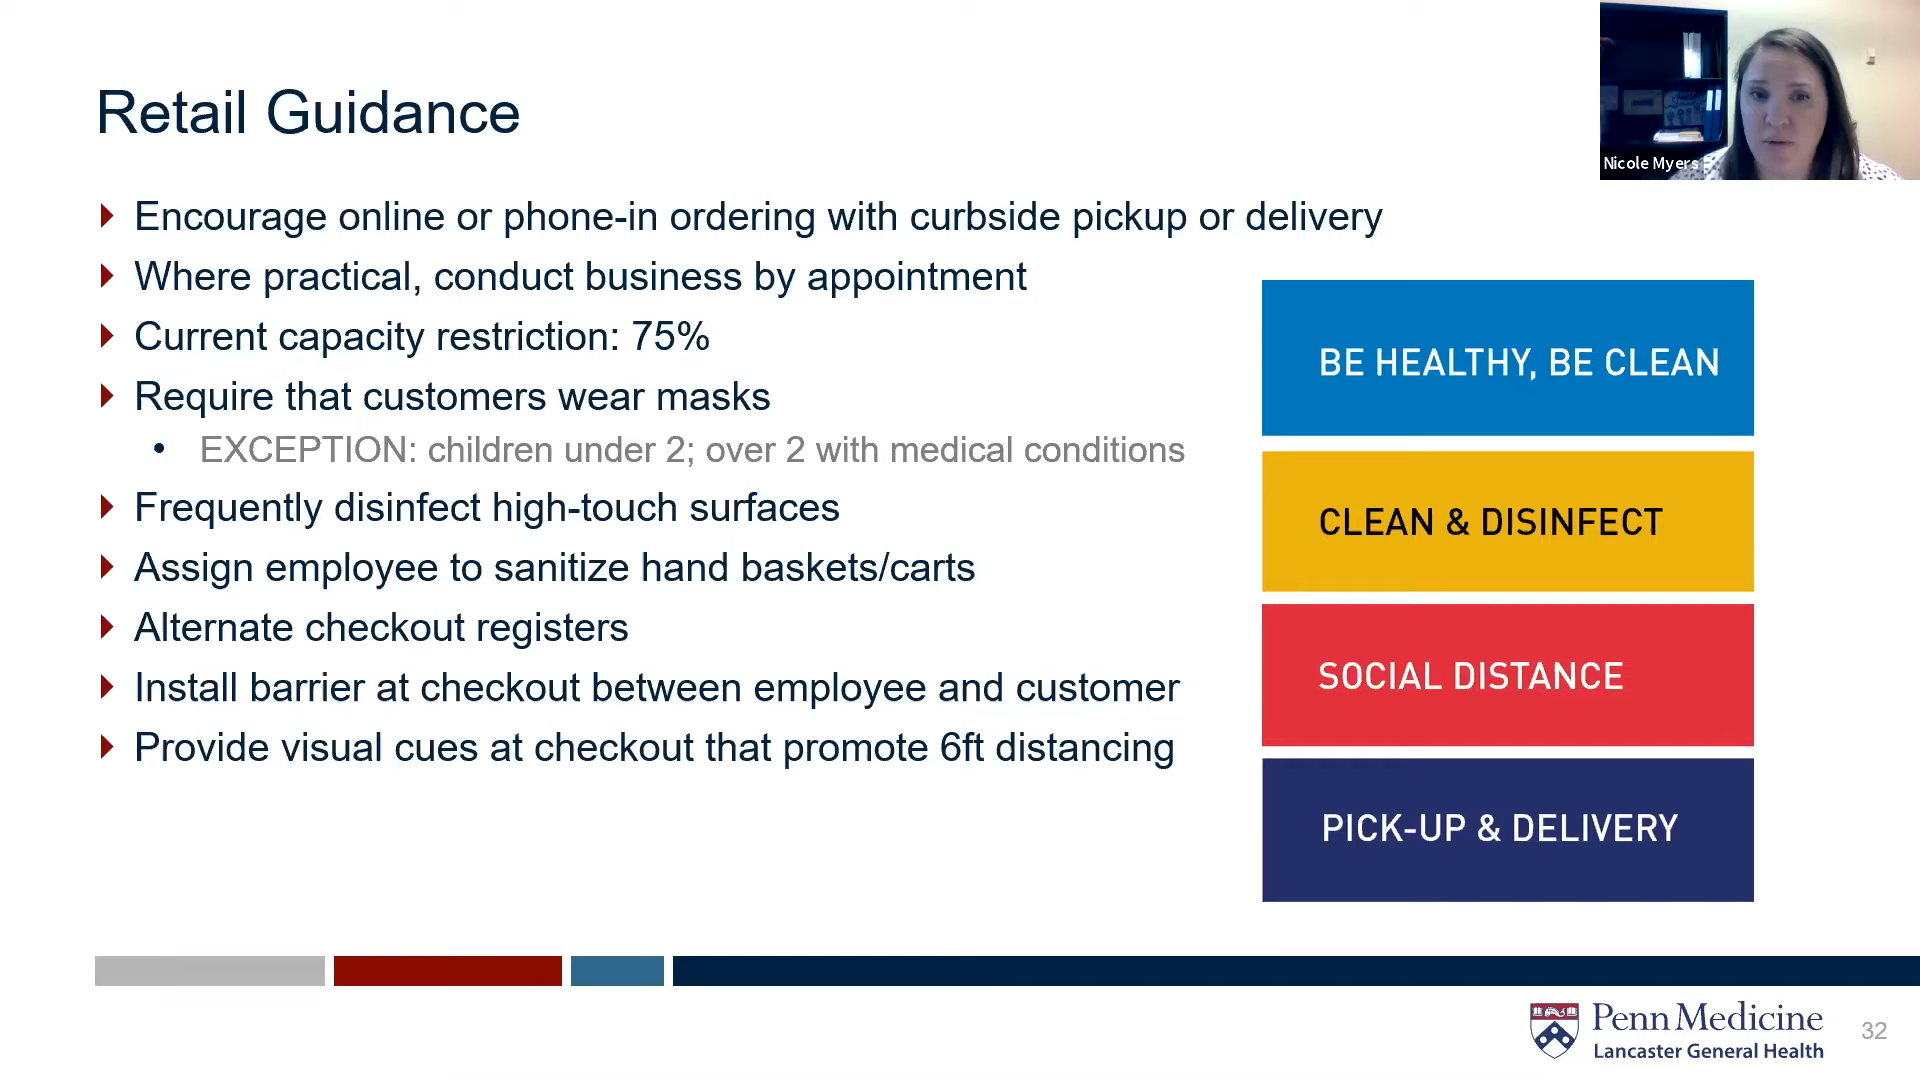 Retail Guidance
Nicole Myers
Encourage online or phone-in ordering with curbside pickup or delivery
Where practical, conduct business by appointment
Current capacity restriction: 75%
Require that customers wear masks
• EXCEPTION: children under 2; over 2 with medical conditions
Frequently disinfect high-touch surfaces
Assign employee to sanitize hand baskets/carts
Alternate checkout registers
Install barrier at checkout between employee and customer
Provide visual cues at checkout that promote 6ft distancing
BE HEALTHY, BE CLEAN
CLEAN & DISINFECT
SOCIAL DISTANCE
PICK-UP & DELIVERY
Penn Medicine
Lancaster General Health
32